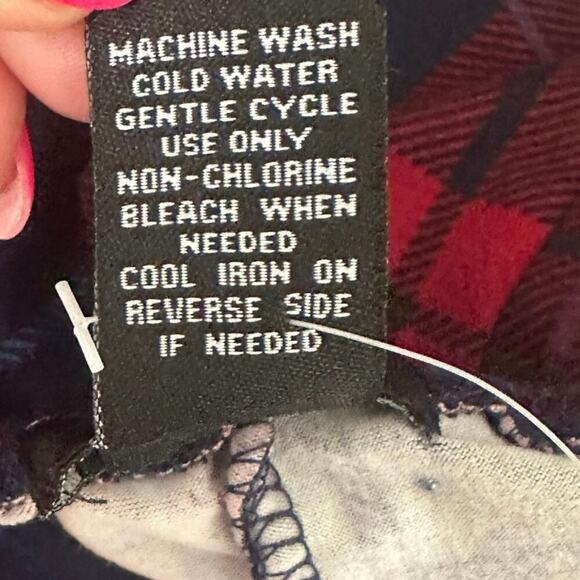 MACHINE WASH
COLD WATER
GENTLE CYCLE
USE ONLY
NON-CHLORINE
BLEACH WHEN
NEEDED
COOL IRON ON
REVERSE SIDE
IF NEEDED